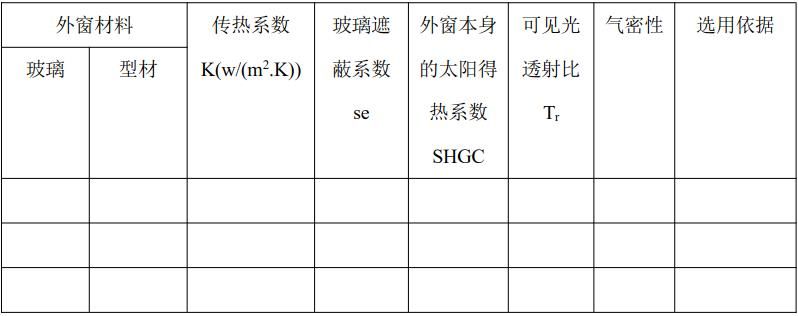 外窗材料
玻璃
型材
传热系数
K(w/(m².K))
玻璃遮
蔽系数
se
外窗本身
的太阳得
热系数
SHGC
可见光
透射比
Tr
气密性
选用依据